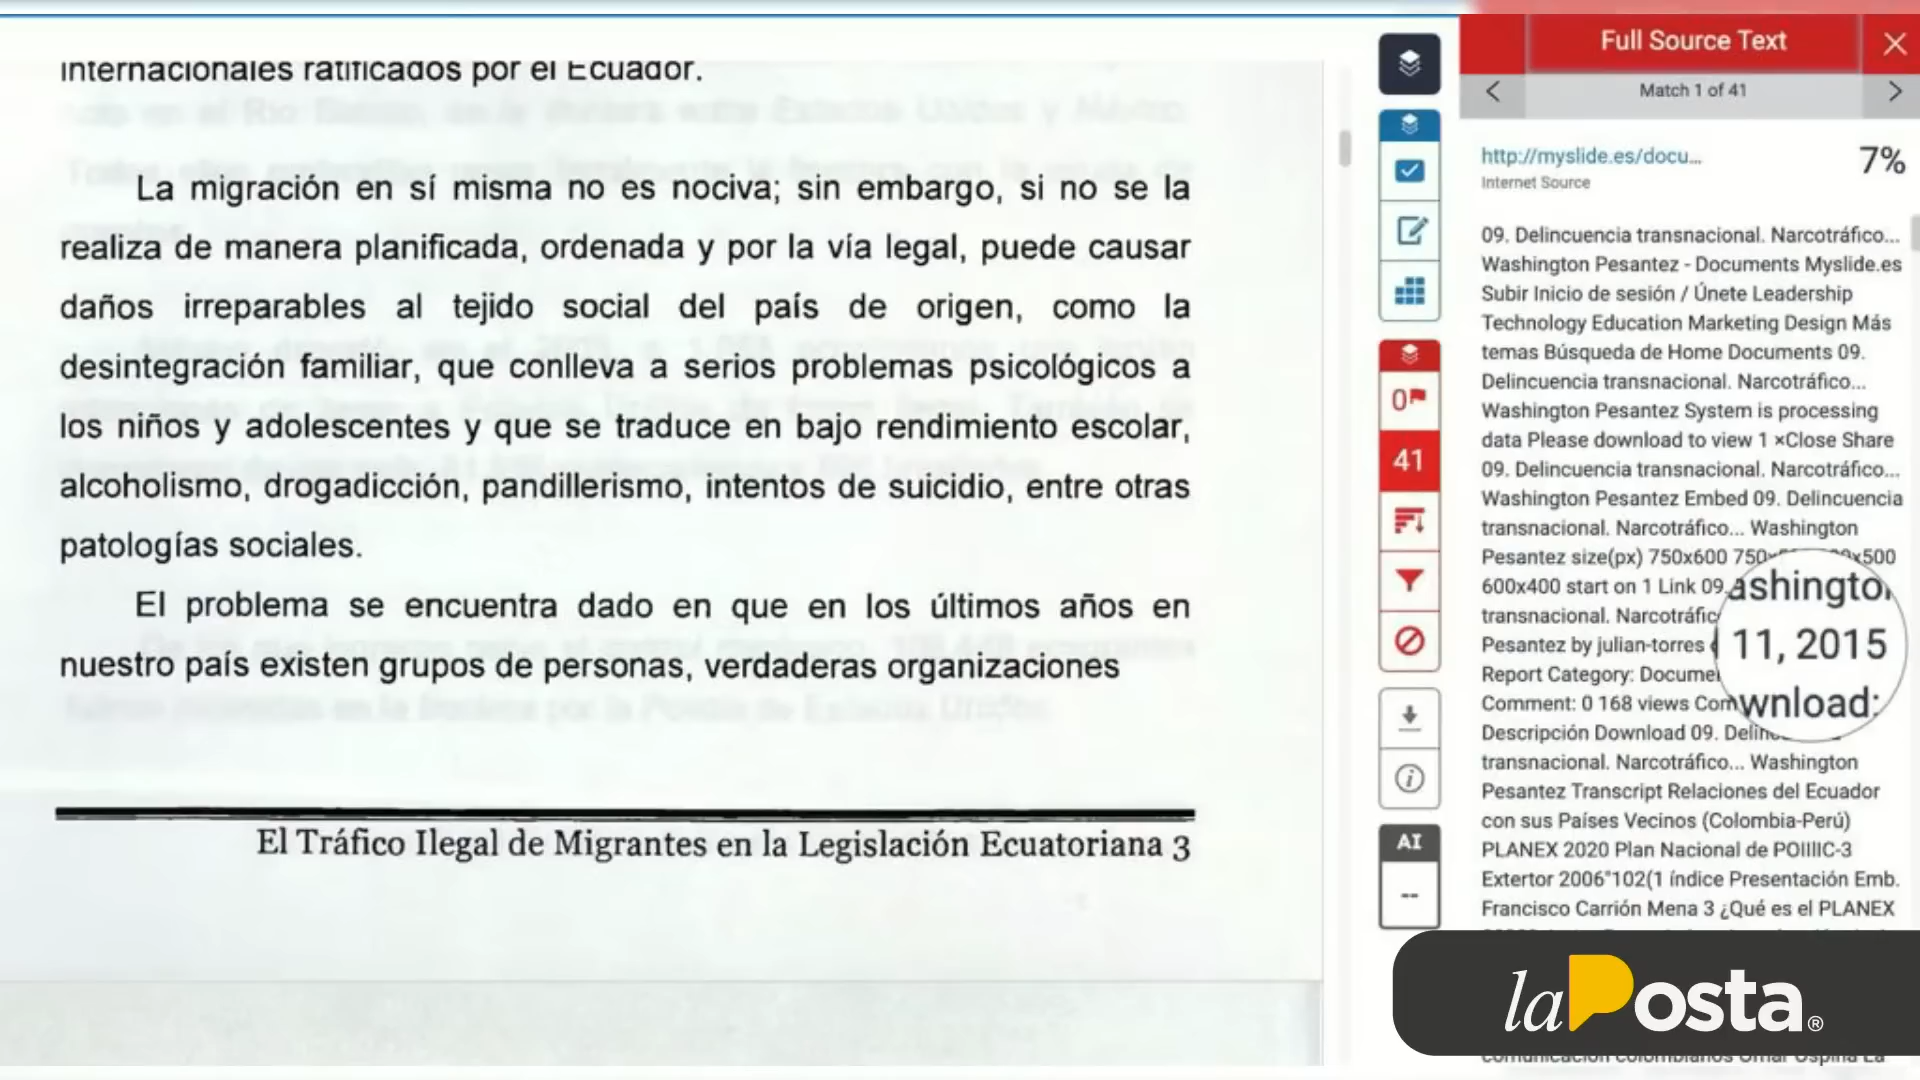 internacionales ratificados por el Ecuador.
La migración en sí misma no es nociva; sin embargo, si no se la
realiza de manera planificada, ordenada y por la vía legal, puede causar
daños irreparables al tejido social del país de origen, como la
desintegración familiar, que conlleva a serios problemas psicológicos a
los niños y adolescentes y que se traduce en bajo rendimiento escolar,
alcoholismo, drogadicción, pandillerismo, intentos de suicidio, entre otras
patologías sociales.
El problema se encuentra dado en que en los últimos años en
nuestro país existen grupos de personas, verdaderas organizaciones
El Tráfico Ilegal de Migrantes en la Legislación Ecuatoriana 3
0
41
AI
--
Full Source Text
Match 1 of 41
http://myslide.es/docu...
7%
Internet Source
09. Delincuencia transnacional. Narcotráfico...
Washington Pesantez - Documents Myslide.es
Subir Inicio de sesión / Únete Leadership
Technology Education Marketing Design Más
temas Búsqueda de Home Documents 09.
Delincuencia transnacional. Narcotráfico...
Washington Pesantez System is processing
data Please download to view 1 ×Close Share
09. Delincuencia transnacional. Narcotráfico...
Washington Pesantez Embed 09. Delincuencia
transnacional. Narcotráfico... Washington
Pesantez size(px) 750x600 x500
600x400 start on 1 Link 09.
transnacional.
Pesantez by julian-torres
Report Category:
Comment: 0 168 views
Descripción Download 09.
transnacional. Narcotráfico... Washington
Pesantez Transcript Relaciones del Ecuador
con sus Países Vecinos (Colombia-Perú)
PLANEX 2020 Plan Nacional de POIIlIC-3
Extertor 2006"102(1 índice Presentación Emb.
Francisco Carrión Mena 3 ¿Qué es el PLANEX
ashingto
11, 2015
wnload:
laPosta®